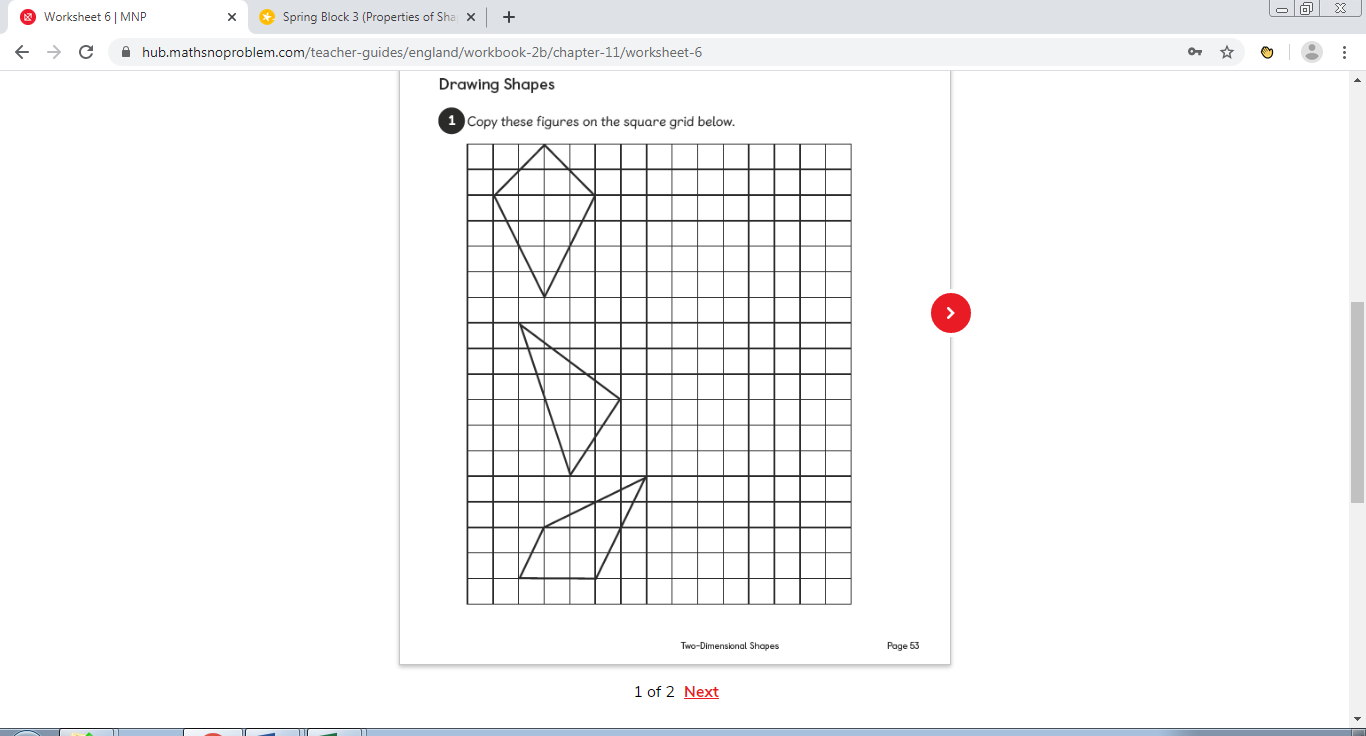 Worksheet 6 | MNP
Spring Block 3 (Properties of Sha
hub.mathsnoproblem.com/teacher-guides/england/workbook-2b/chapter-11/worksheet-6
Drawing Shapes
1 Copy these figures on the square grid below.
Two-Dimensional Shapes Page 53
1 of 2 Next